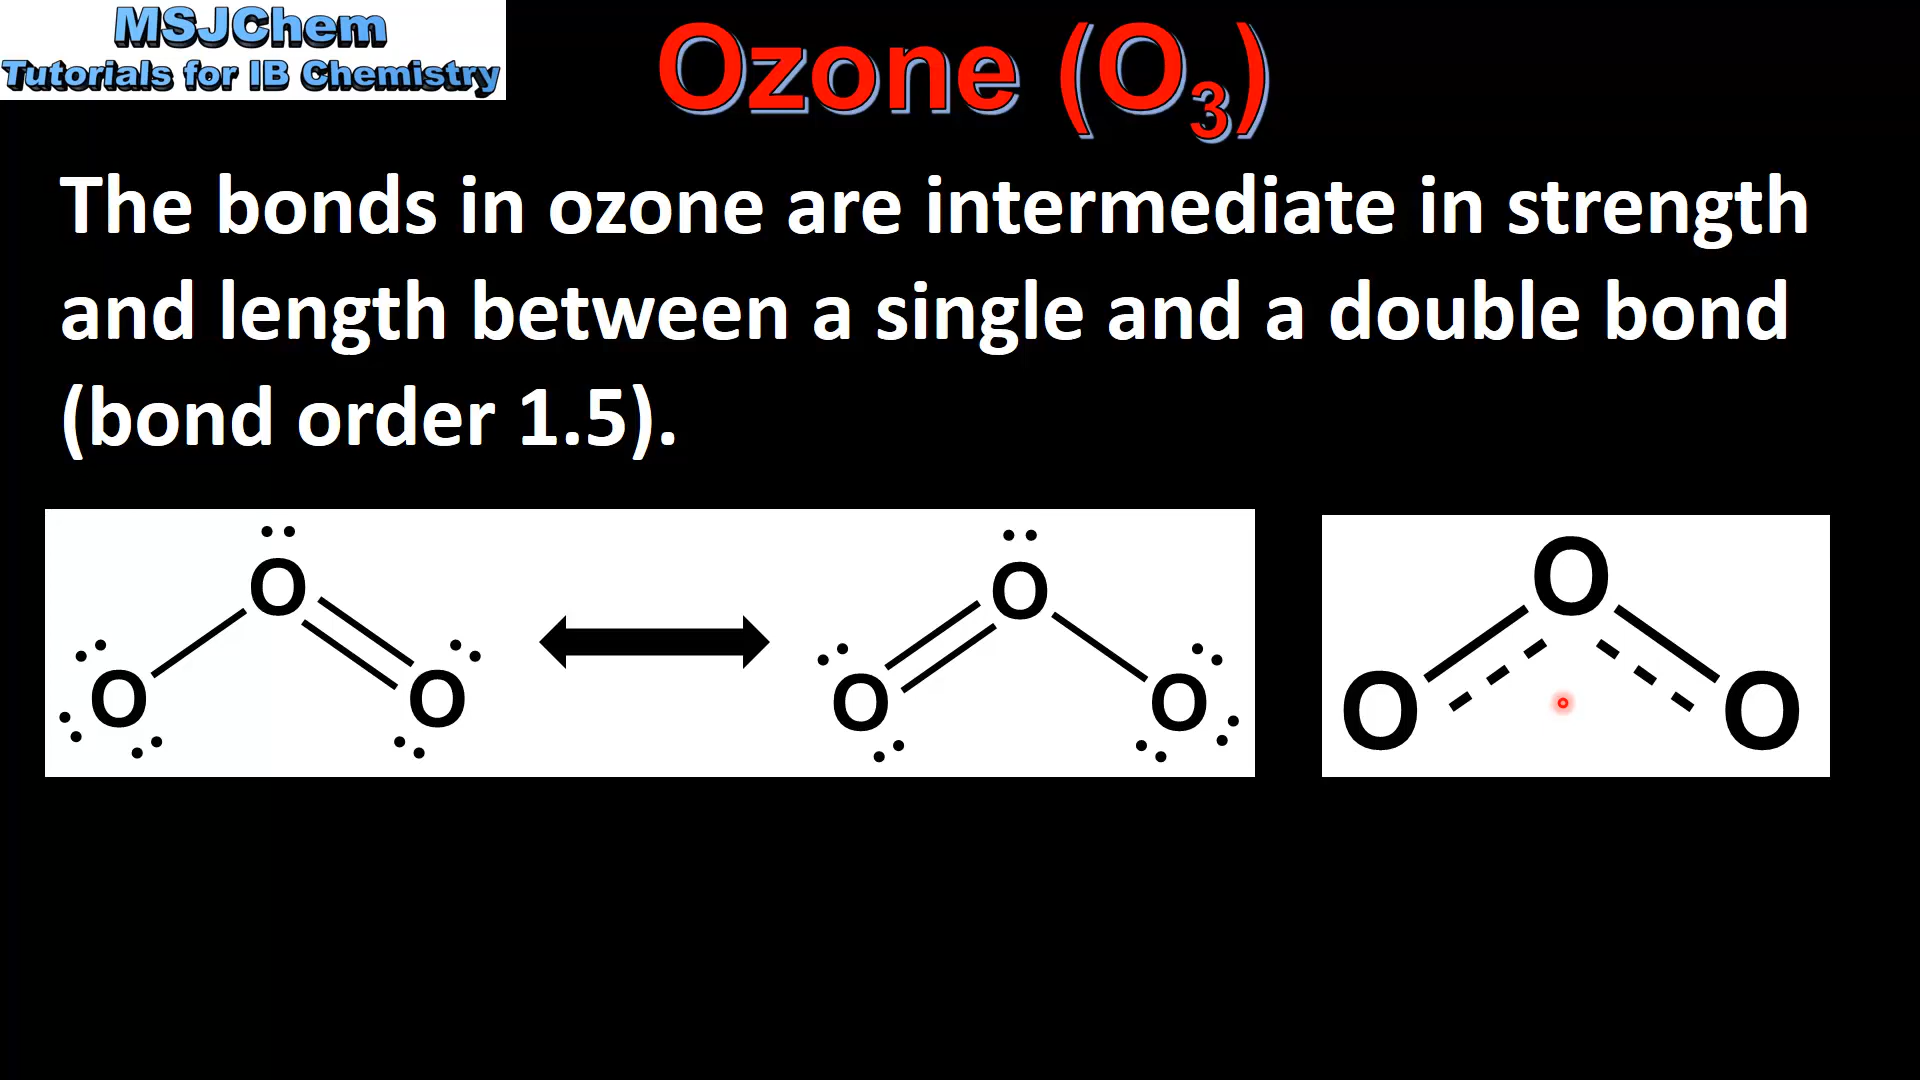 MSJChem
Tutorials for IB Chemistry
Ozone (O₃)
The bonds in ozone are intermediate in strength
and length between a single and a double bond
(bond order 1.5).
O O O
O O O
O O O